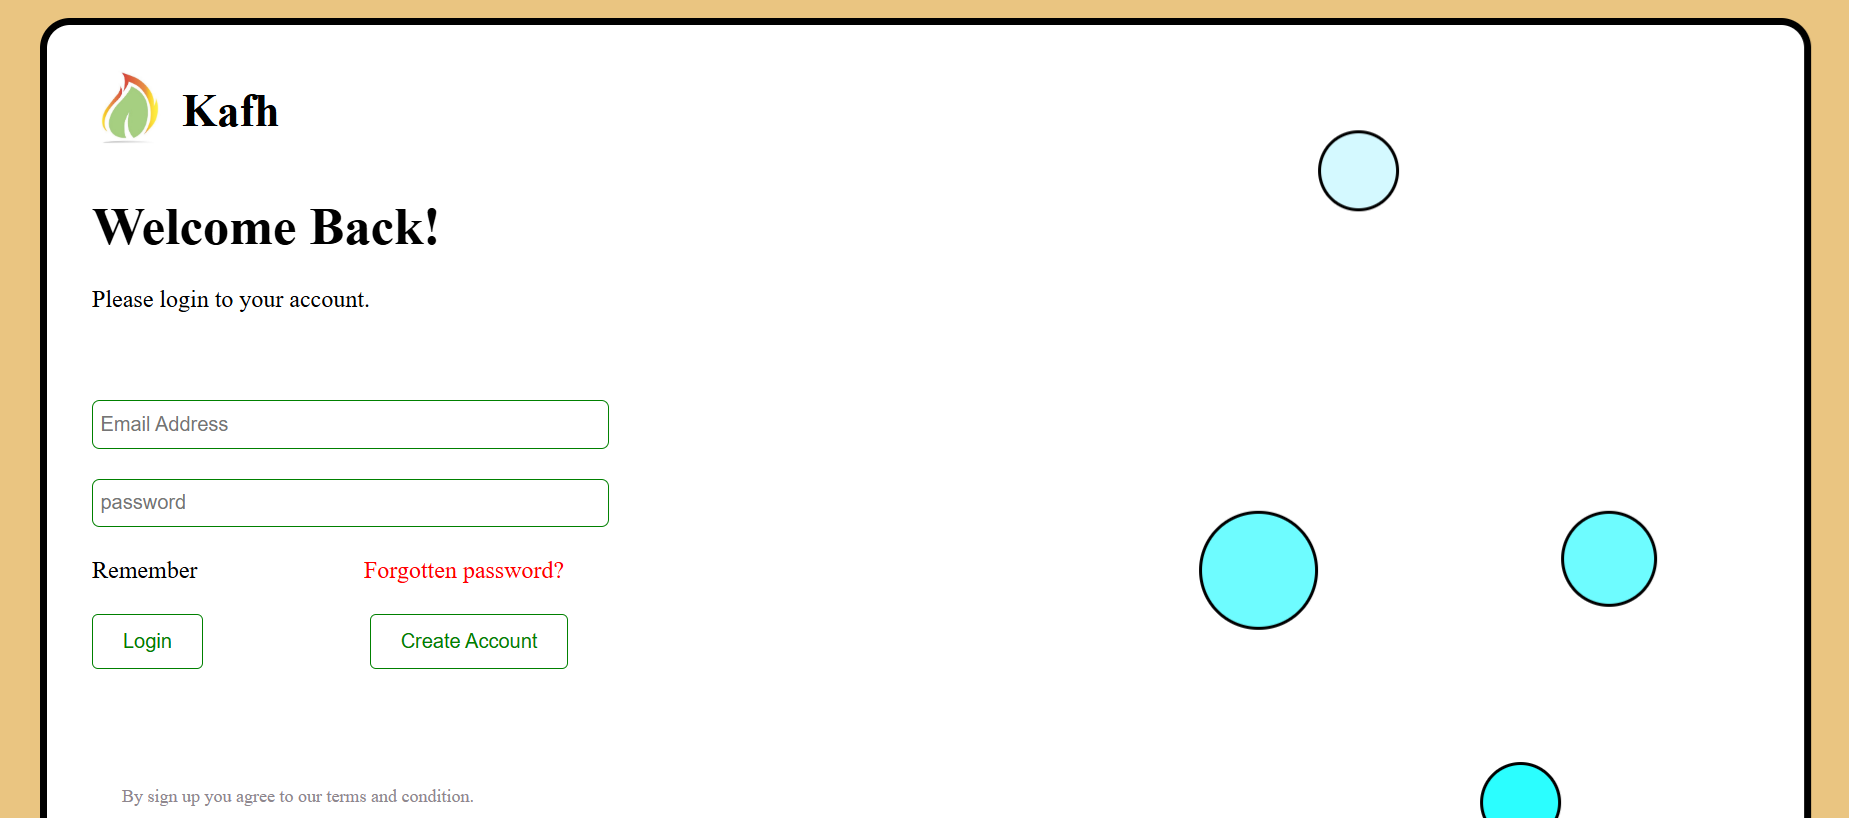 Kafh
Welcome Back!
Please login to your account.
Email Address
password
Remember Forgotten password?
Login Create Account
By sign up you agree to our terms and condition.